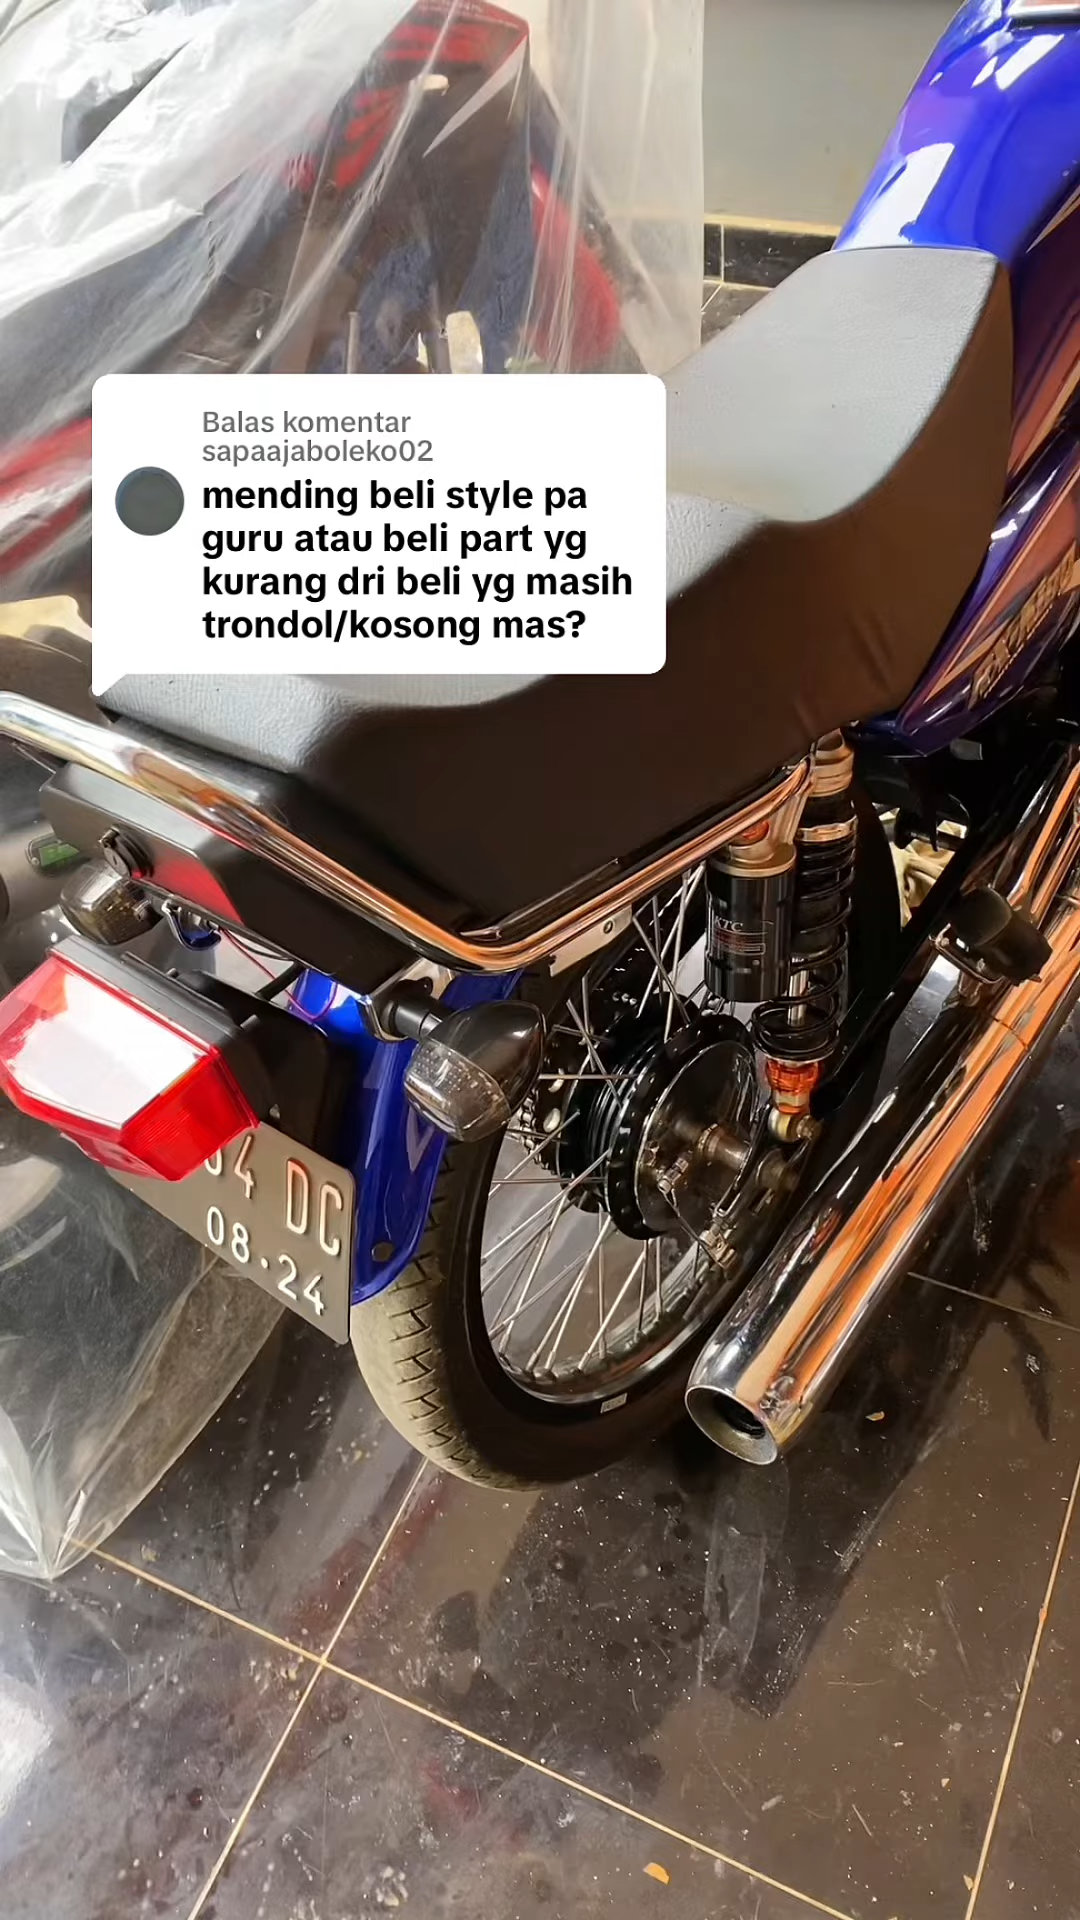 Balas komentar
sapaajaboleko02
mending beli style pa
guru atau beli part yg
kurang dri beli yg masih
trondol/kosong mas?
KTC
4 DC
08.24